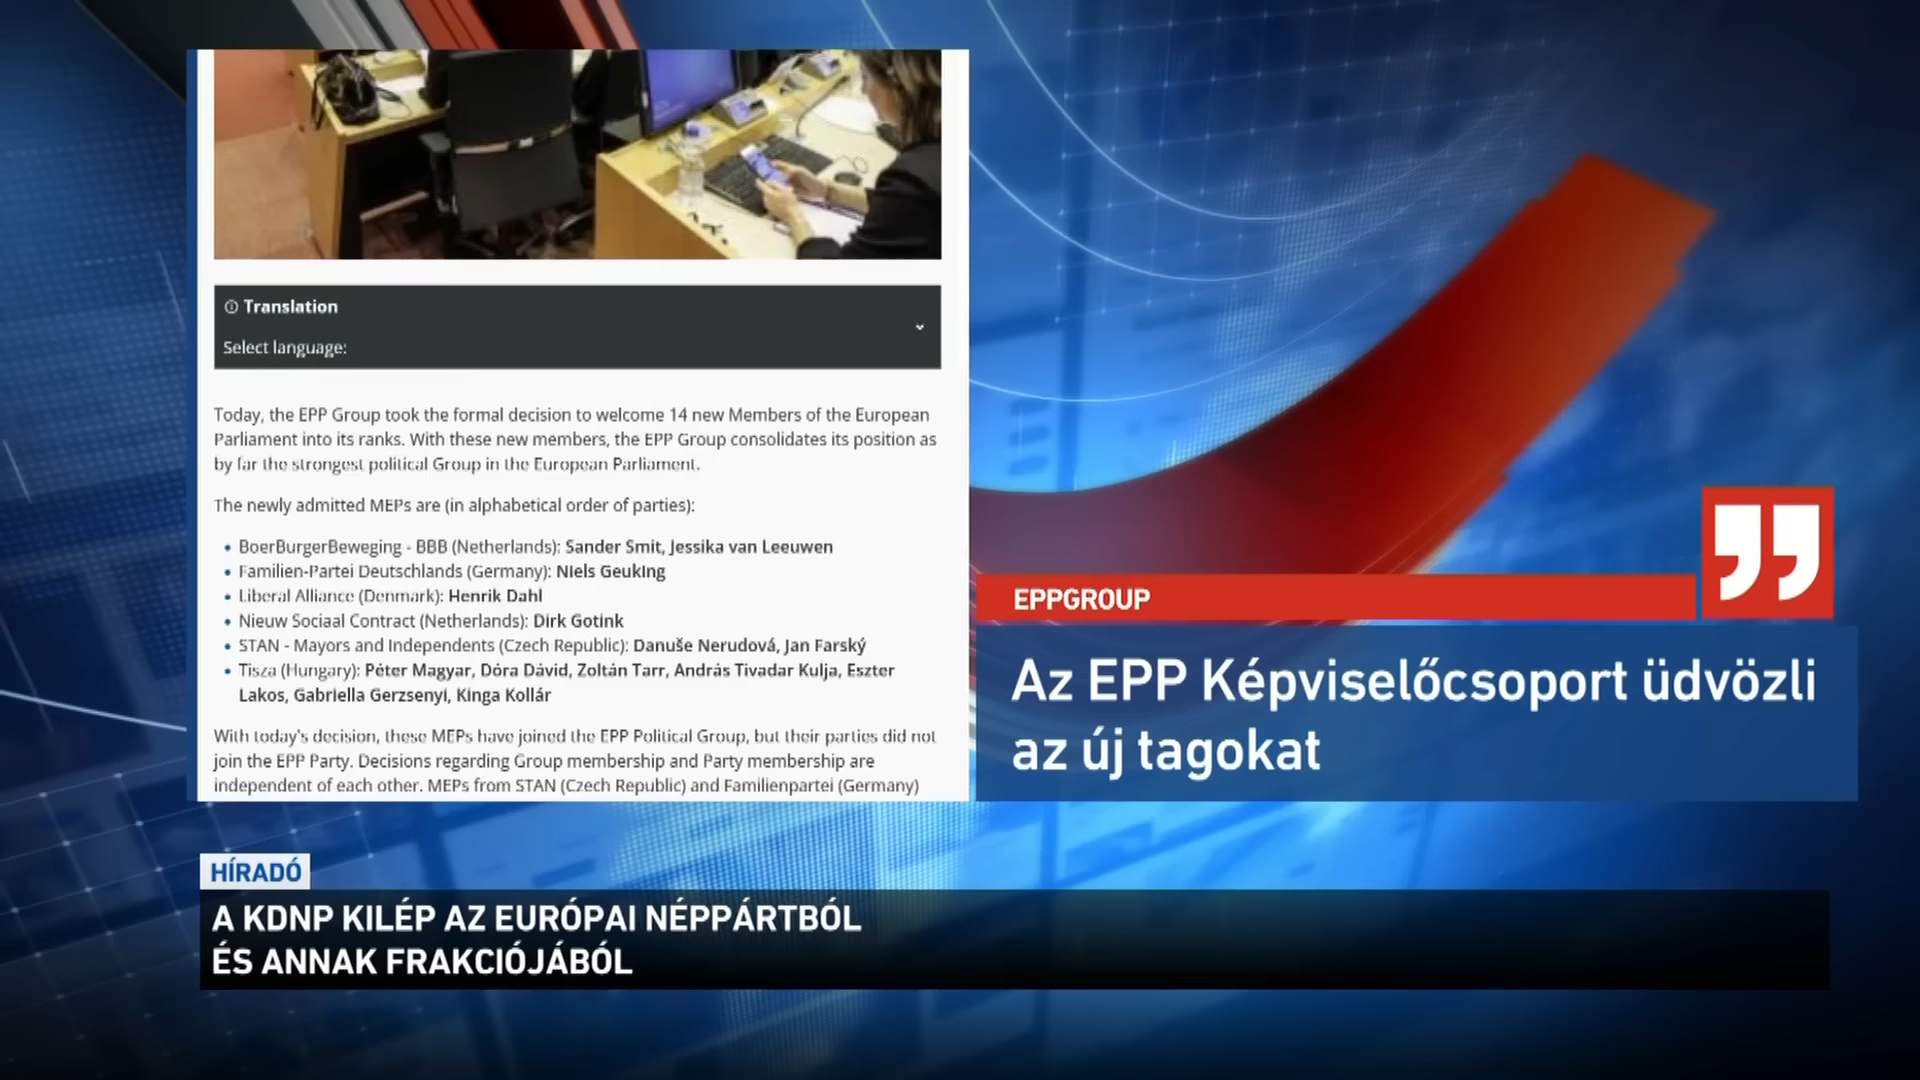 Translation
Select language:
Today, the EPP Group took the formal decision to welcome 14 new Members of the European
Parliament into its ranks. With these new members, the EPP Group consolidates its position as
by far the strongest political Group in the European Parliament.
The newly admitted MEPs are (in alphabetical order of parties):
• BoerBurgerBeweging - BBB (Netherlands): Sander Smit, Jessika van Leeuwen
• Familien-Partei Deutschlands (Germany): Niels Geuking
• Liberal Alliance (Denmark): Henrik Dahl
• Nieuw Sociaal Contract (Netherlands): Dirk Gotink
• STAN - Mayors and Independents (Czech Republic): Danuše Nerudová, Jan Farský
• Tisza (Hungary): Péter Magyar, Dóra Dávid, Zoltán Tarr, András Tivadar Kulja, Eszter
Lakos, Gabriella Gerzsenyi, Kinga Kollár
With today's decision, these MEPs have joined the EPP Political Group, but their parties did not
join the EPP Party. Decisions regarding Group membership and Party membership are
independent of each other. MEPs from STAN (Czech Republic) and Familienpartei (Germany)
EPPGROUP
Az EPP Képviselőcsoport üdvözli
az új tagokat
HÍRADÓ
A KDNP KILÉP AZ EURÓPAI NÉPPÁRTBÓL
ÉS ANNAK FRAKCIÓJÁBÓL